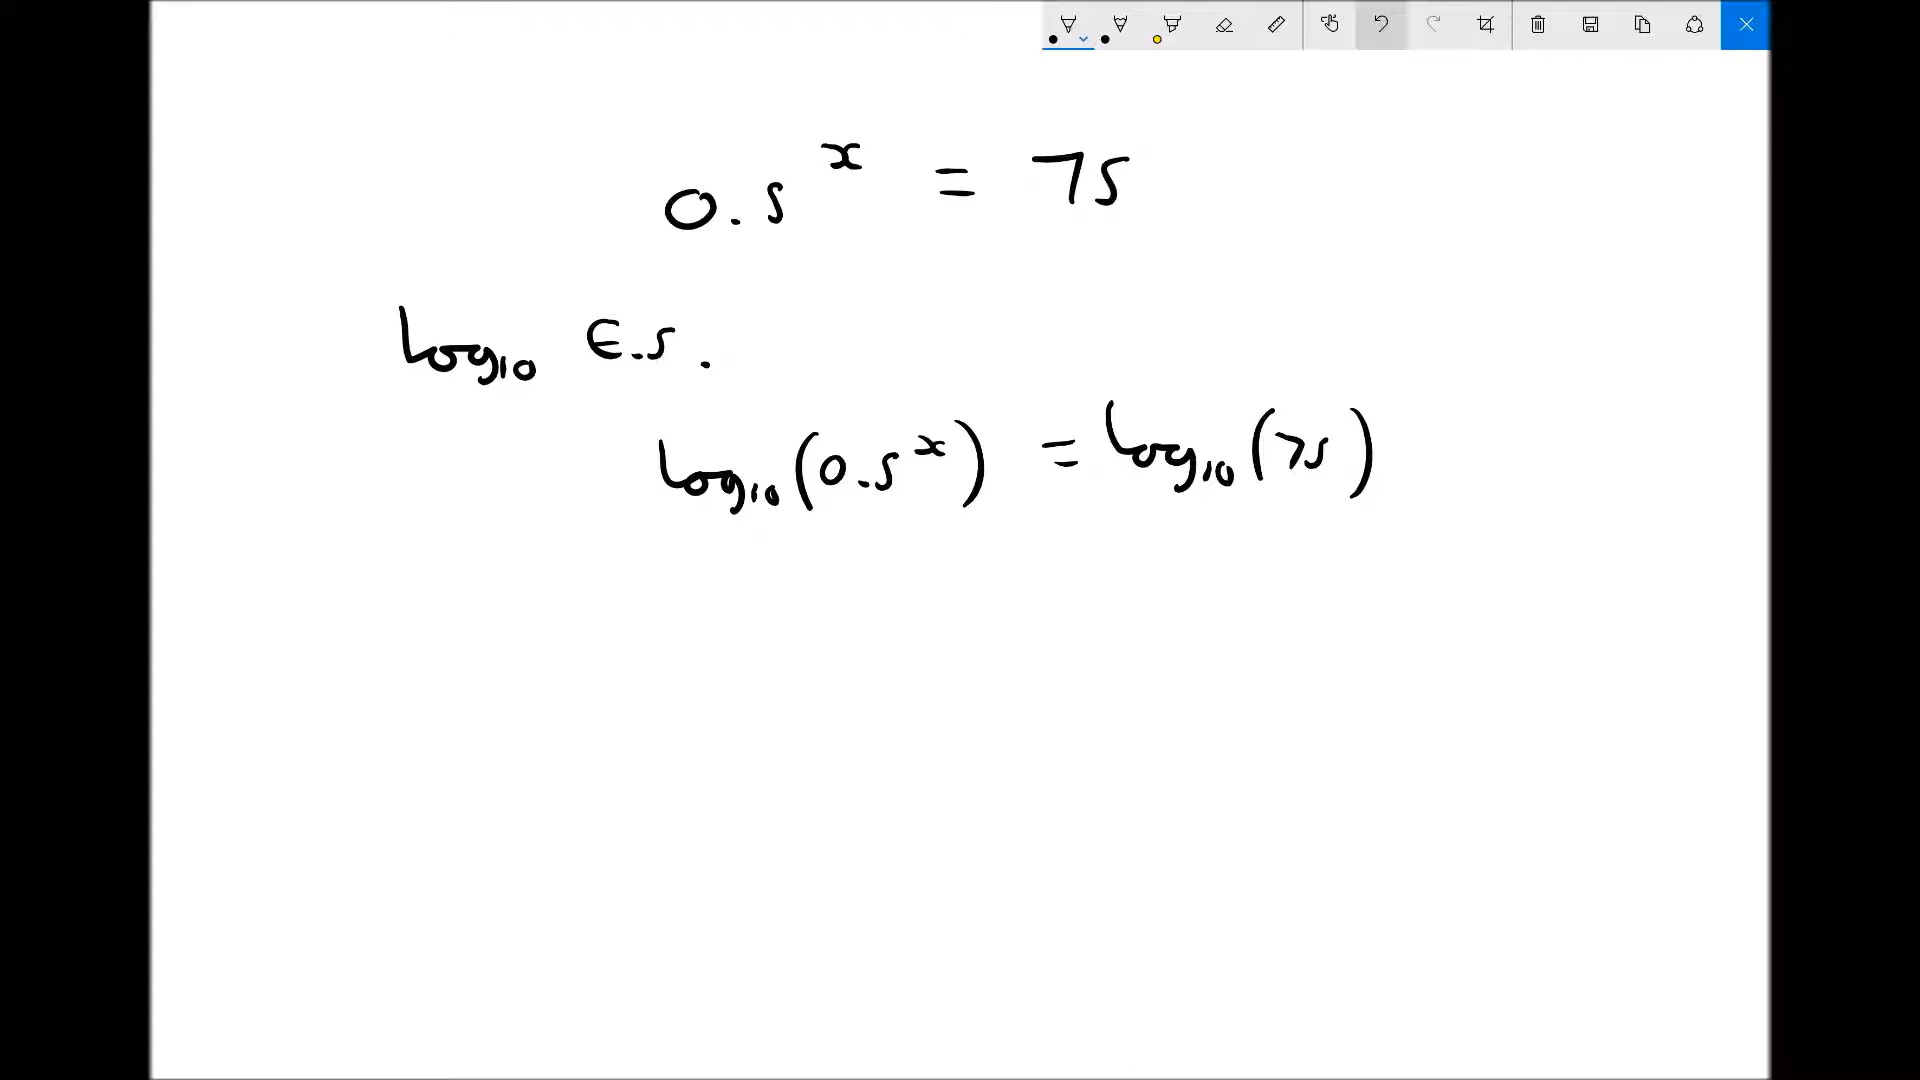 0.5^x = 75
log₁₀ E.S.
log₁₀(0.5^x) = log₁₀(75)